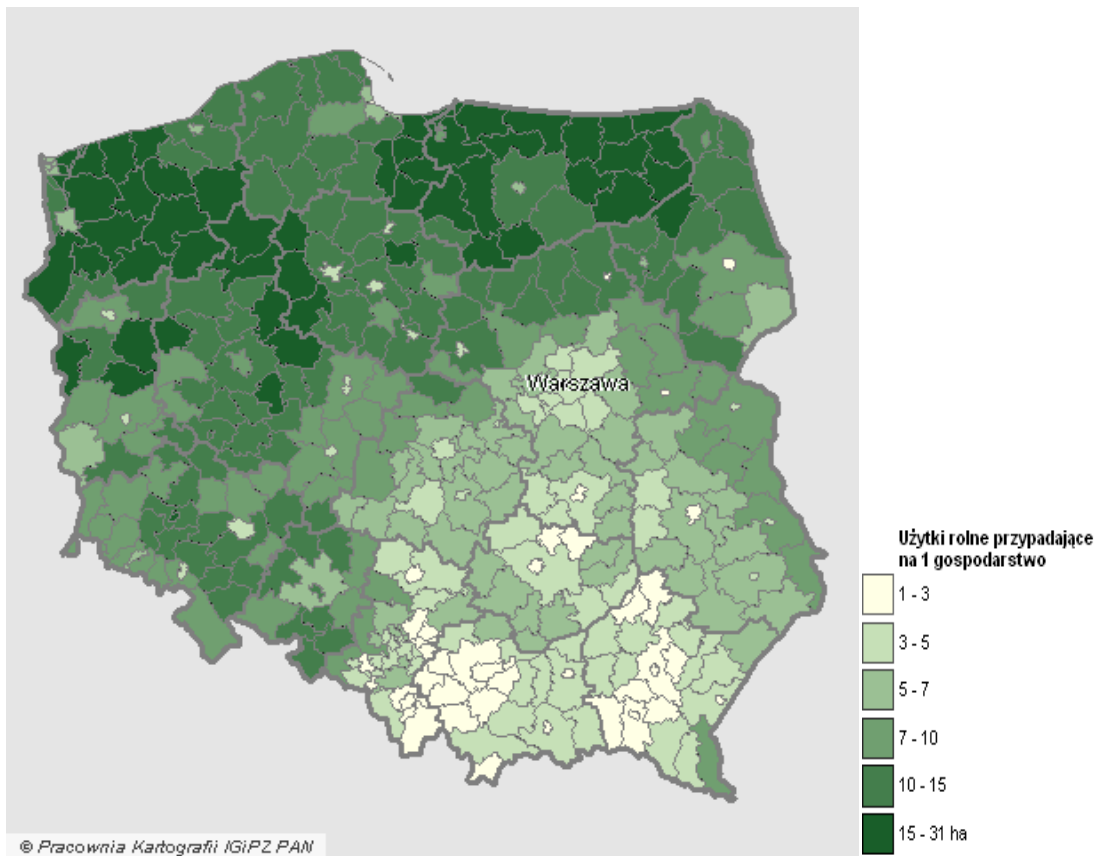 Warszawa
Użytki rolne przypadające
na 1 gospodarstwo
1 - 3
3 - 5
5 - 7
7 - 10
10 - 15
15 - 31 ha
© Pracownia Kartografii IGiPZ PAN